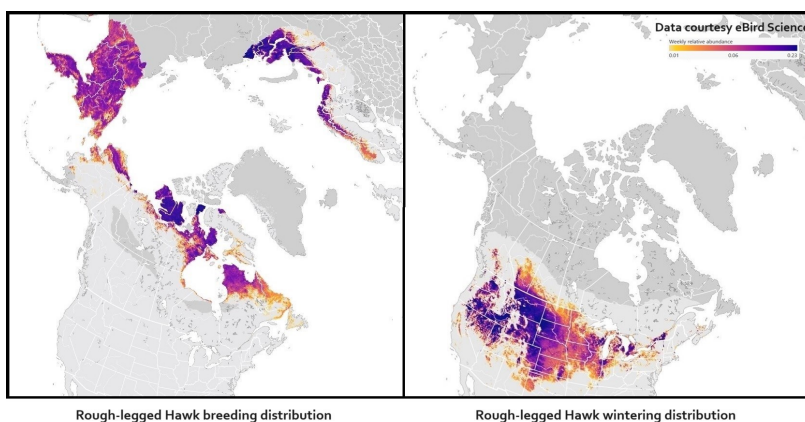 Data courtesy eBird Science
Weekly relative abundance
0.01 0.06 0.23
Rough-legged Hawk breeding distribution
Rough-legged Hawk wintering distribution